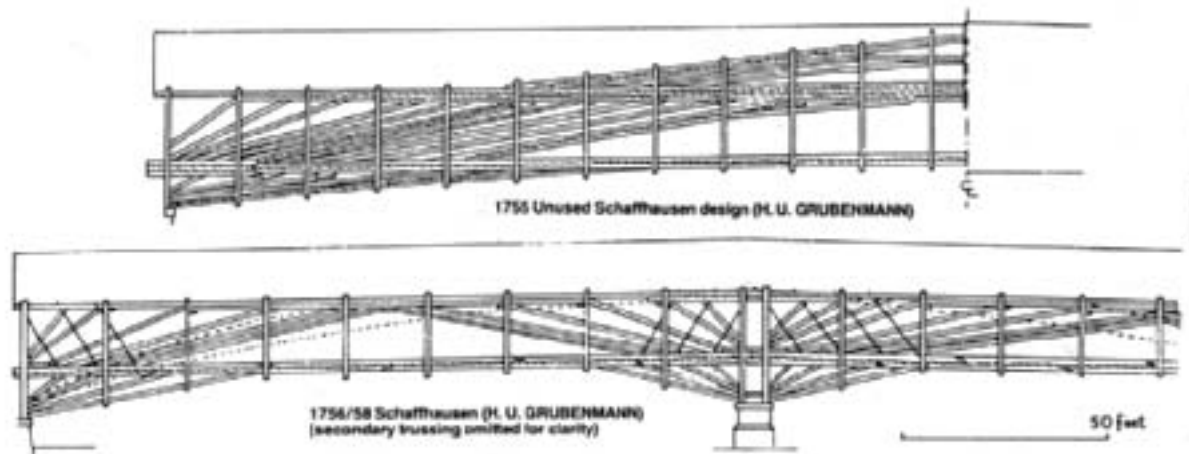 1755 Unused Schaffhausen design (H. U. GRUBENMANN)
1756/58 Schaffhausen (H. U. GRUBENMANN)
(secondary trussing omitted for clarity)
50 feet